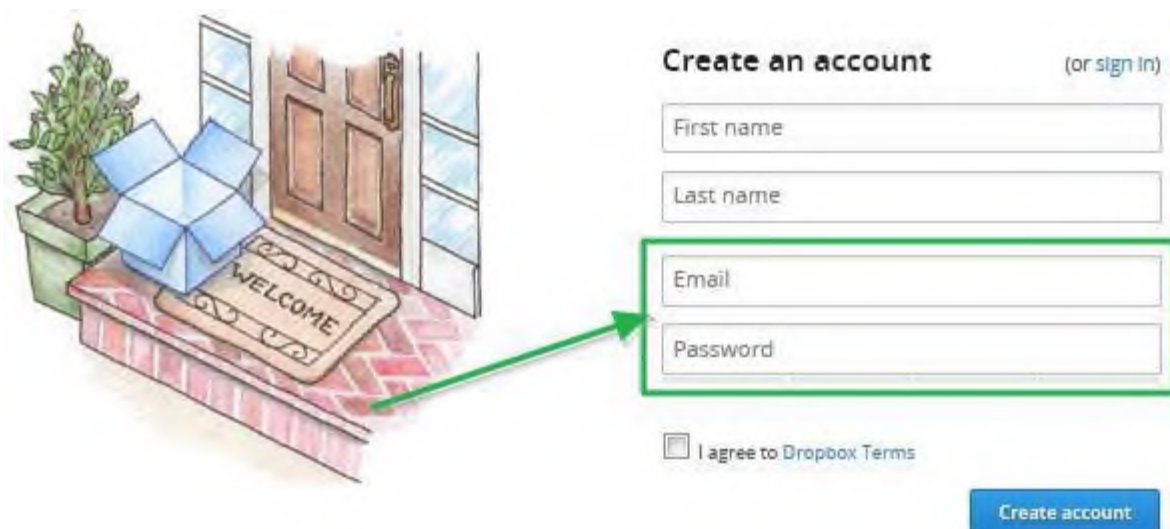 Create an account (or sign in)
First name
Last name
Email
WELCOME
Password
I agree to Dropbox Terms
Create account